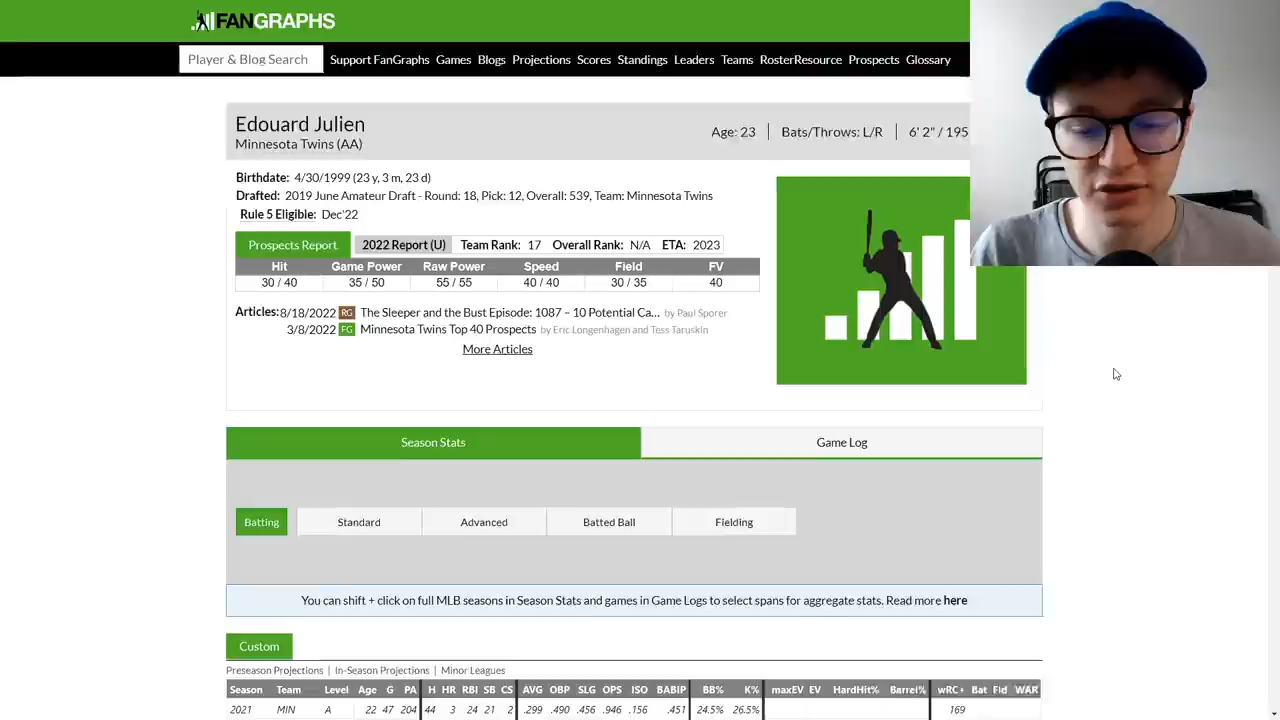 FANGRAPHS
Player & Blog Search Support FanGraphs Games Blogs Projections Scores Standings Leaders Teams RosterResource Prospects Glossary
Edouard Julien
Minnesota Twins (AA)
Age: 23 Bats/Throws: L/R 6' 2" / 195
Birthdate: 4/30/1999 (23 y, 3 m, 23 d)
Drafted: 2019 June Amateur Draft - Round: 18, Pick: 12, Overall: 539, Team: Minnesota Twins
Rule 5 Eligible: Dec'22
Prospects Report 2022 Report (U) Team Rank: 17 Overall Rank: N/A ETA: 2023
Hit Game Power Raw Power Speed Field FV
30 / 40 35 / 50 55 / 55 40 / 40 30 / 35 40
Articles: 8/18/2022 RG The Sleeper and the Bust Episode: 1087 – 10 Potential Ca... by Paul Sporer
3/8/2022 FG Minnesota Twins Top 40 Prospects by Eric Longenhagen and Tess Taruskin
More Articles
Season Stats Game Log
Batting Standard Advanced Batted Ball Fielding
You can shift + click on full MLB seasons in Season Stats and games in Game Logs to select spans for aggregate stats. Read more here
Custom
Preseason Projections | In-Season Projections | Minor Leagues
Season Team Level Age G PA H HR RBI SB CS AVG OBP SLG OPS ISO BABIP BB% K% maxEV EV HardHit% Barrel% wRC+ Bat Fld WAR
2021 MIN A 22 47 204 44 3 24 21 2 .299 .490 .456 .946 .156 .451 24.5% 26.5% 169